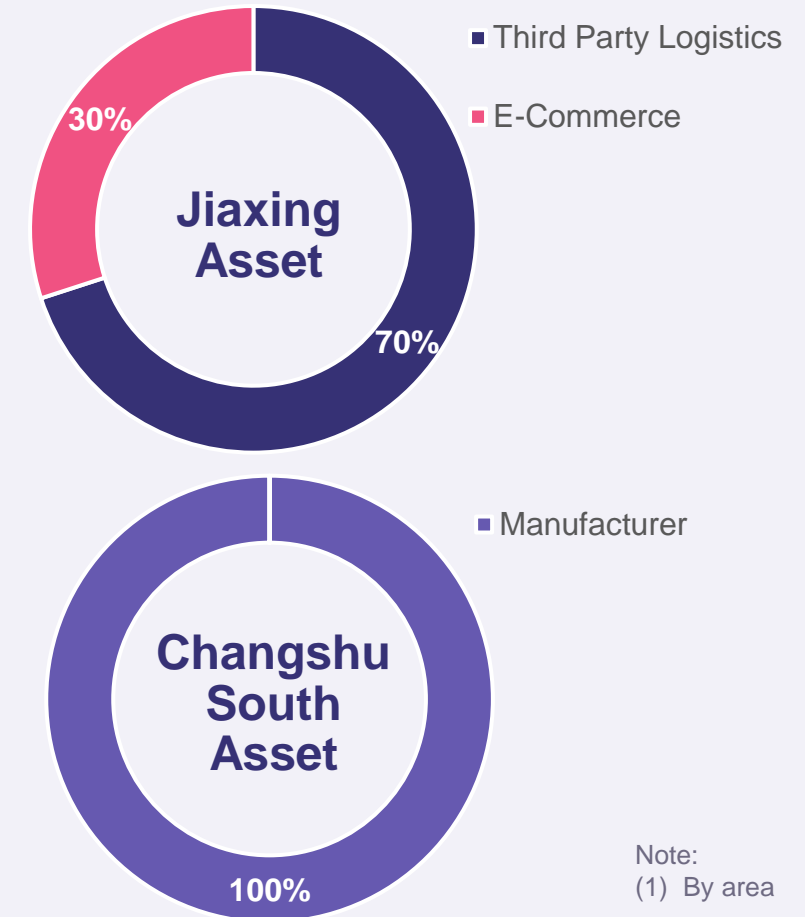 Third Party Logistics
E-Commerce
30%
Jiaxing
Asset
70%
Manufacturer
Changshu
South
Asset
100%
Note:
(1) By area